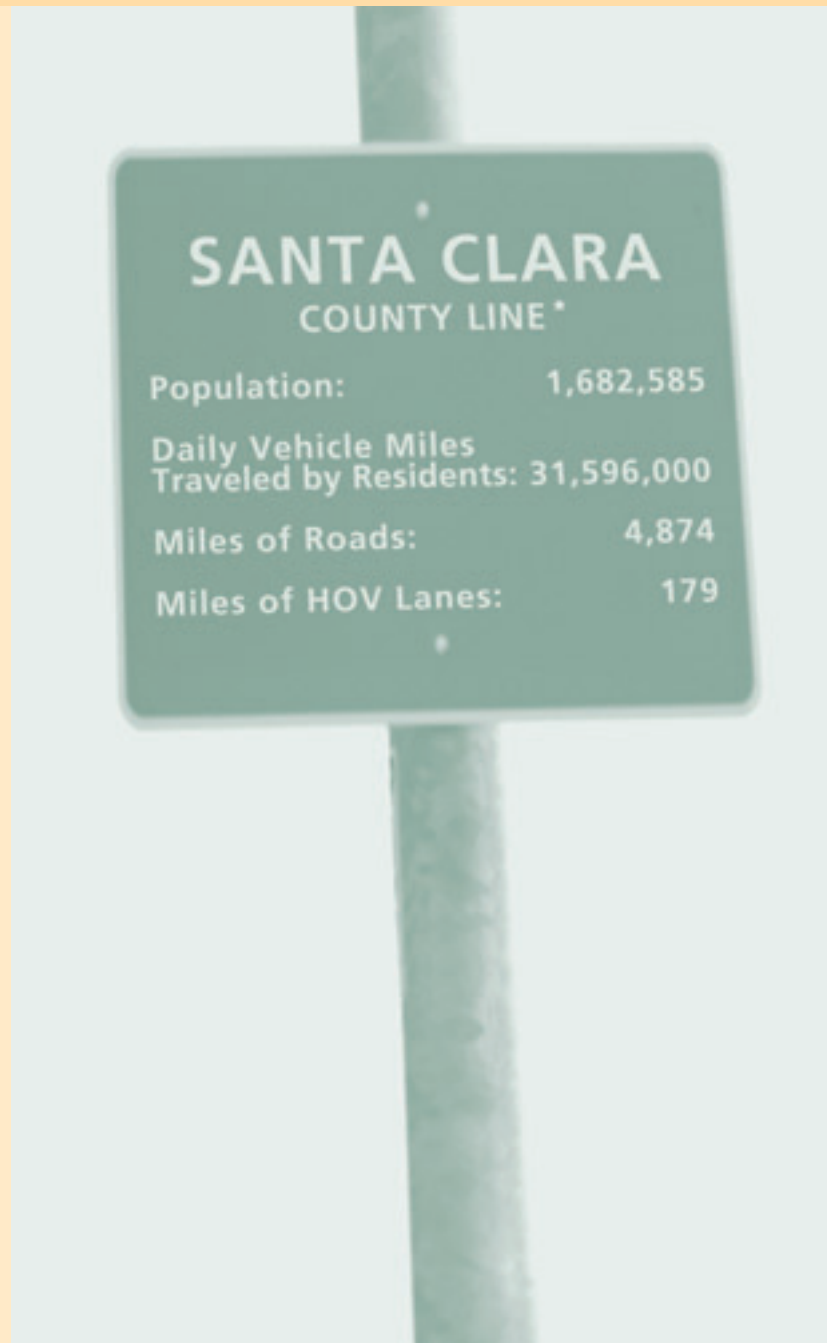 SANTA CLARA
COUNTY LINE*
Population: 1,682,585
Daily Vehicle Miles
Traveled by Residents: 31,596,000
Miles of Roads: 4,874
Miles of HOV Lanes: 179